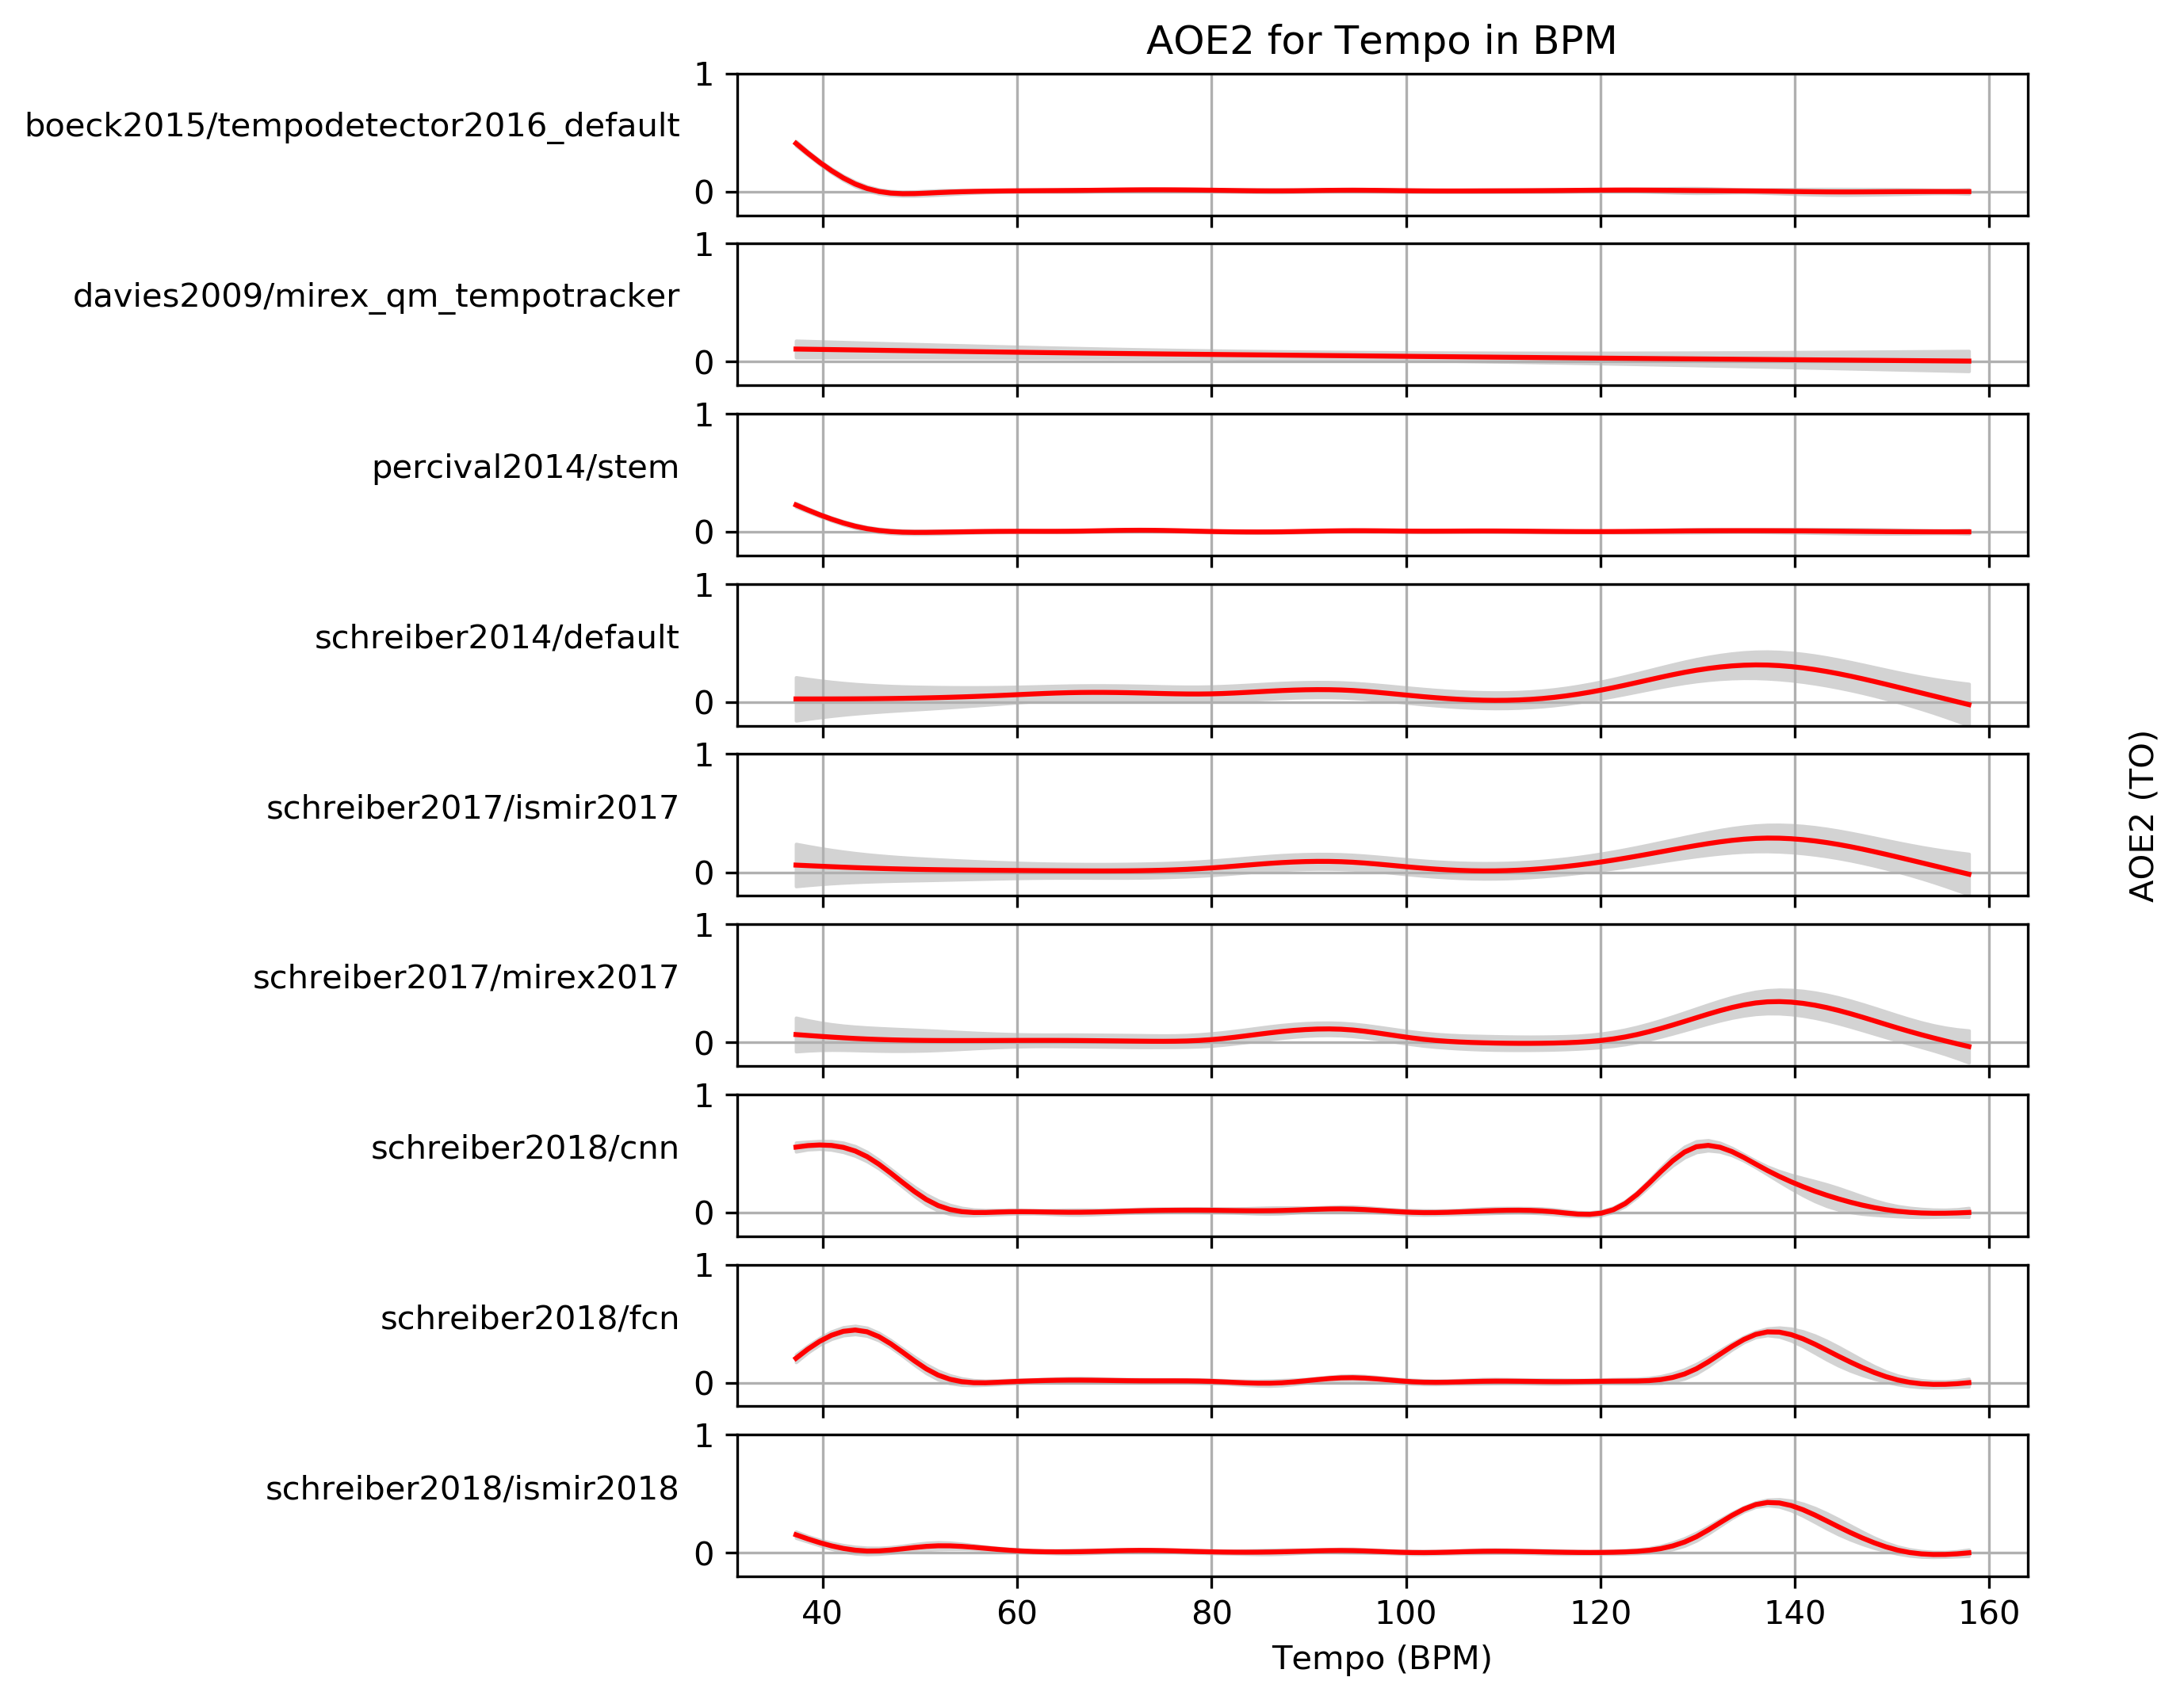 AOE2 for Tempo in BPM
1
boeck2015/tempodetector2016_default
0
1
davies2009/mirex_qm_tempotracker
0
1
percival2014/stem
0
1
schreiber2014/default
0
1
schreiber2017/ismir2017
0
AOE2 (TO)
1
schreiber2017/mirex2017
0
1
schreiber2018/cnn
0
1
schreiber2018/fcn
0
1
schreiber2018/ismir2018
0
40 60 80 100 120 140 160
Tempo (BPM)